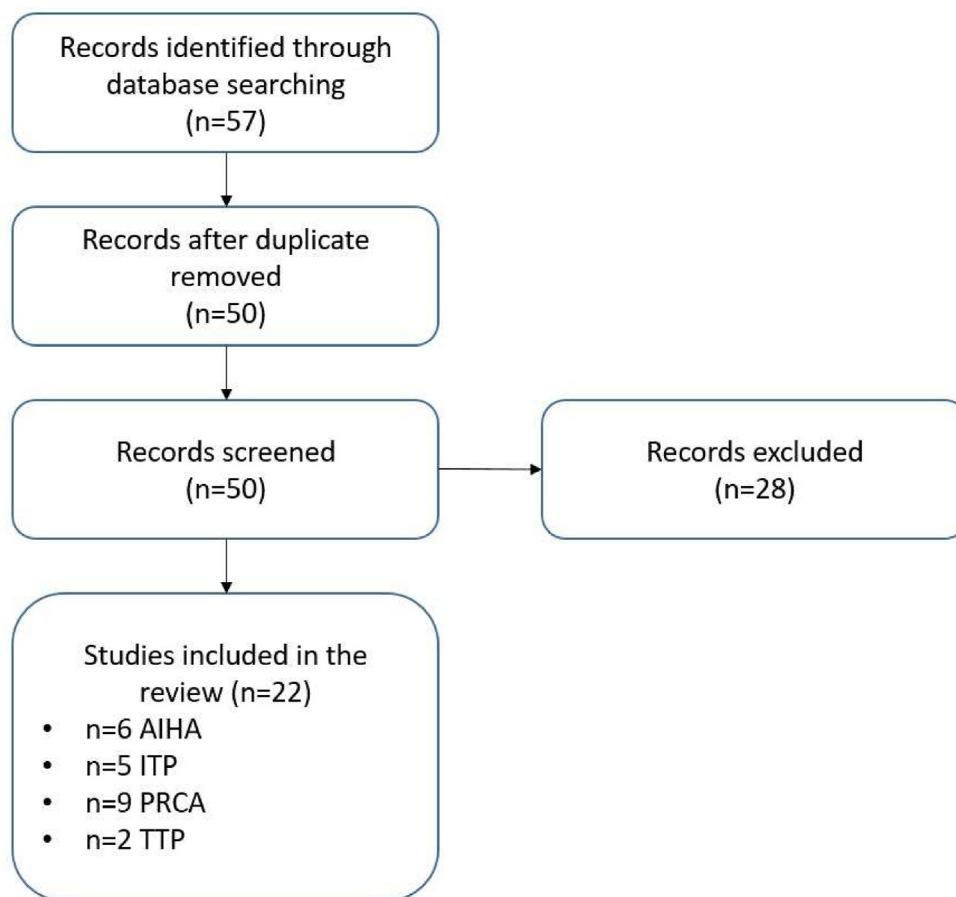 Records identified through
database searching
(n=57)
Records after duplicate
removed
(n=50)
Records screened
(n=50)
Records excluded
(n=28)
Studies included in the
review (n=22)
• n=6 AIHA
• n=5 ITP
• n=9 PRCA
• n=2 TTP